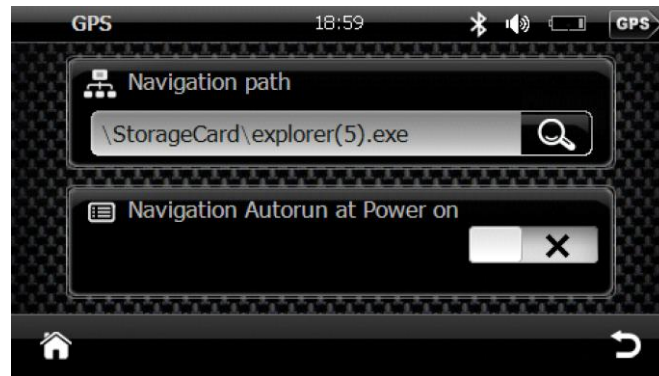 GPS 18:59 GPS
Navigation path
\StorageCard\explorer(5).exe
Navigation Autorun at Power on